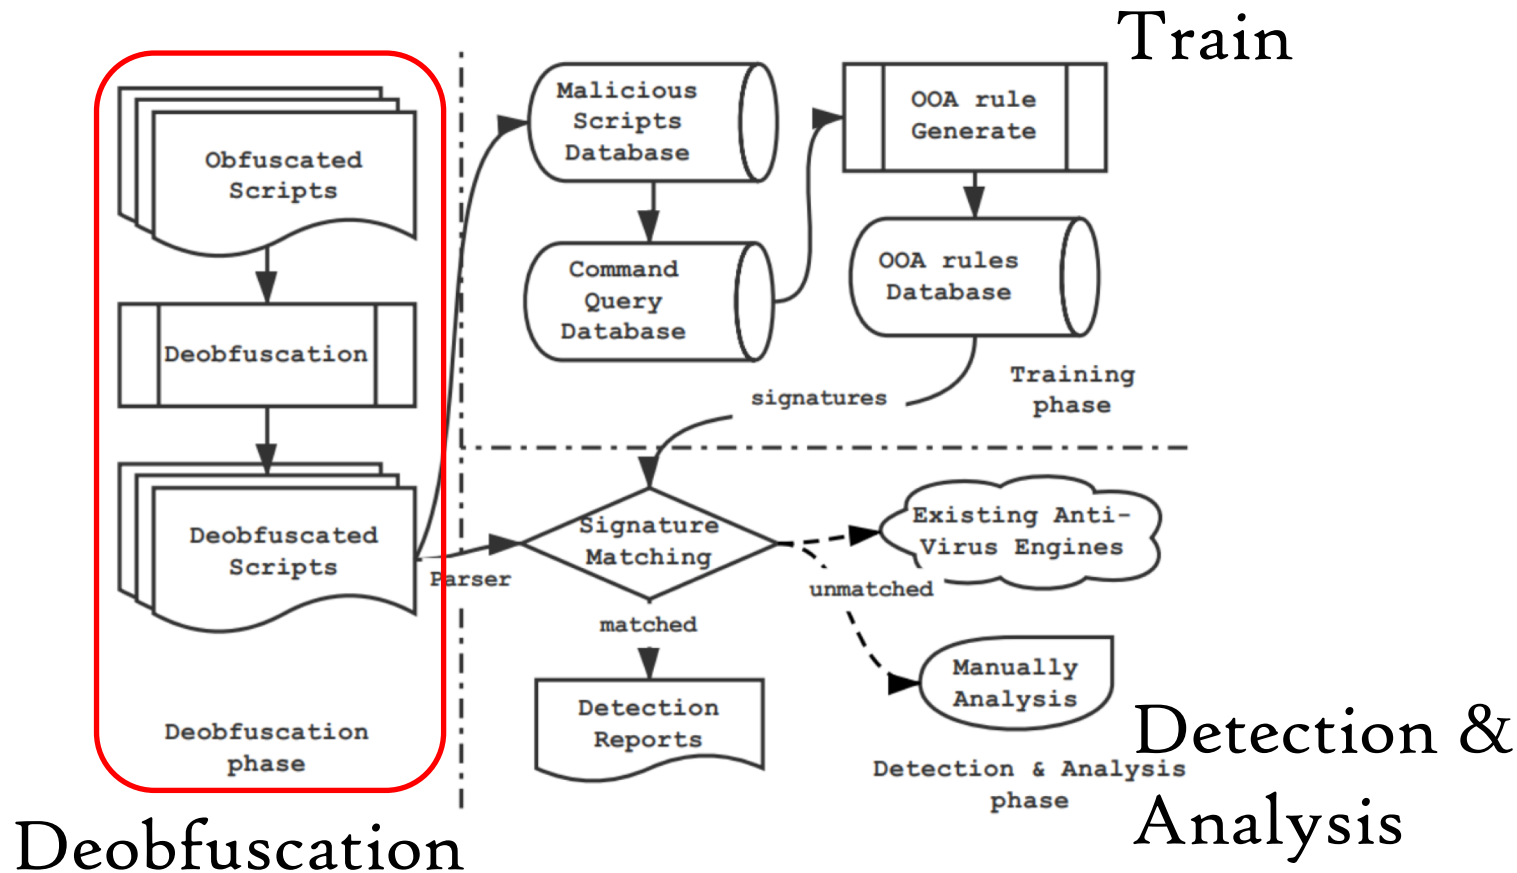 Train
Obfuscated
Scripts
Deobfuscation
Deobfuscated
Scripts
Deobfuscation
phase
Deobfuscation
Malicious
Scripts
Database
Command
Query
Database
OOA rule
Generate
OOA rules
Database
Training
phase
signatures
Parser
Signature
Matching
matched
Detection
Reports
unmatched
Existing Anti-
Virus Engines
Manually
Analysis
Detection & Analysis
phase
Detection &
Analysis